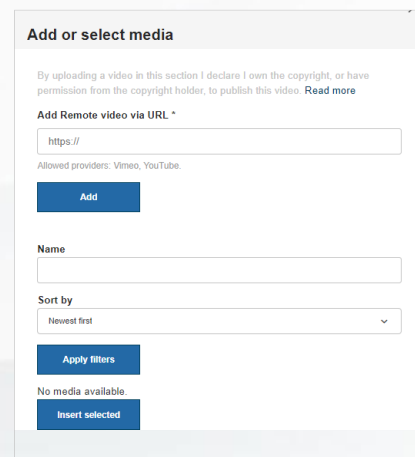 Add or select media
By uploading a video in this section I declare I own the copyright, or have
permission from the copyright holder, to publish this video. Read more
Add Remote video via URL *
https://
Allowed providers: Vimeo, YouTube.
Add
Name
Sort by
Newest first
Apply filters
No media available.
Insert selected